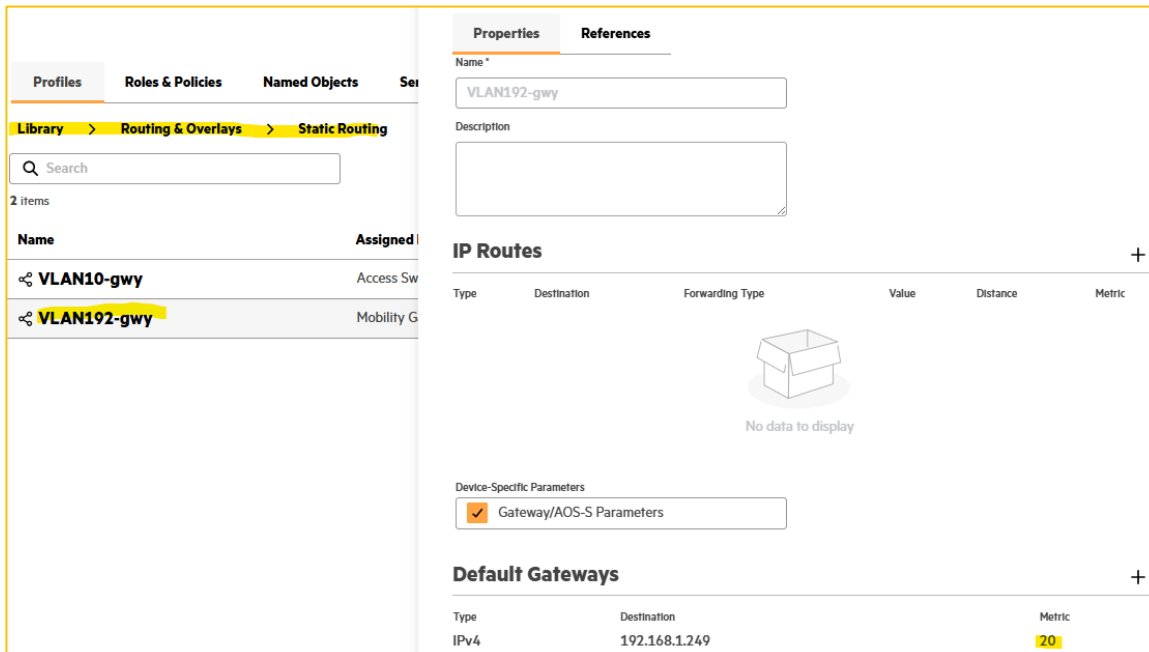 Profiles Roles & Policies Named Objects Ser
Library > Routing & Overlays > Static Routing
Search
2 items
Name Assigned
VLAN10-gwy Access Sw
VLAN192-gwy Mobility G
Properties References
Name *
VLAN192-gwy
Description
IP Routes +
Type Destination Forwarding Type Value Distance Metric
No data to display
Device-Specific Parameters
Gateway/AOS-S Parameters
Default Gateways +
Type Destination Metric
IPv4 192.168.1.249 20